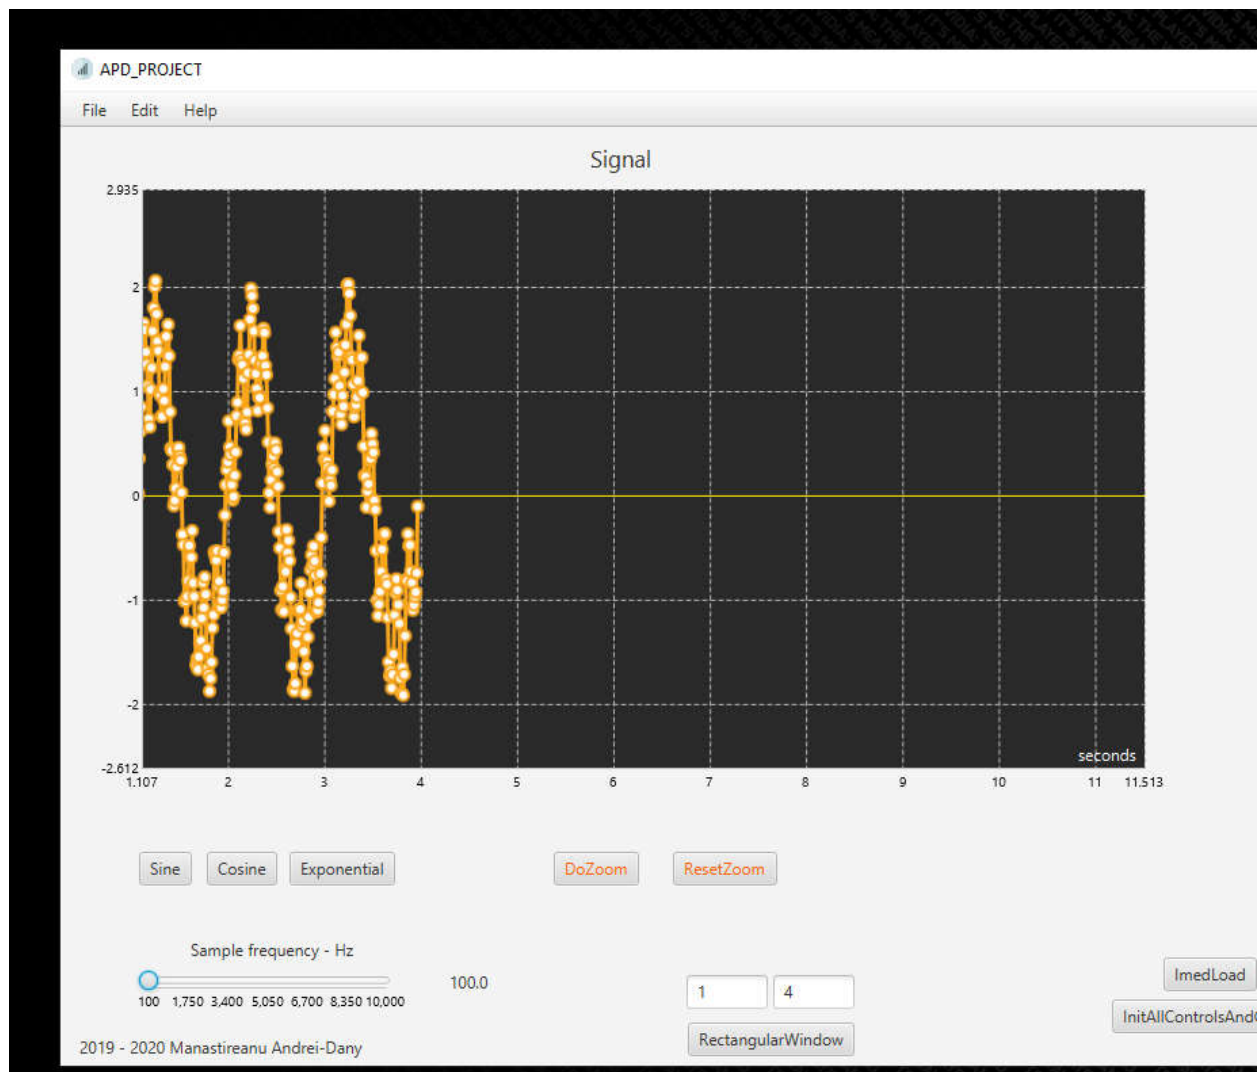 APD_PROJECT
File Edit Help
Signal
2.935
2
1
0
-1
-2
-2.612
seconds
1.107 2 3 4 5 6 7 8 9 10 11 11.513
Sine Cosine Exponential DoZoom ResetZoom
Sample frequency - Hz
100.0
100 1,750 3,400 5,050 6,700 8,350 10,000
1 4
ImedLoad
InitAllControlsAnd
RectangularWindow
2019 - 2020 Manastireanu Andrei-Dany